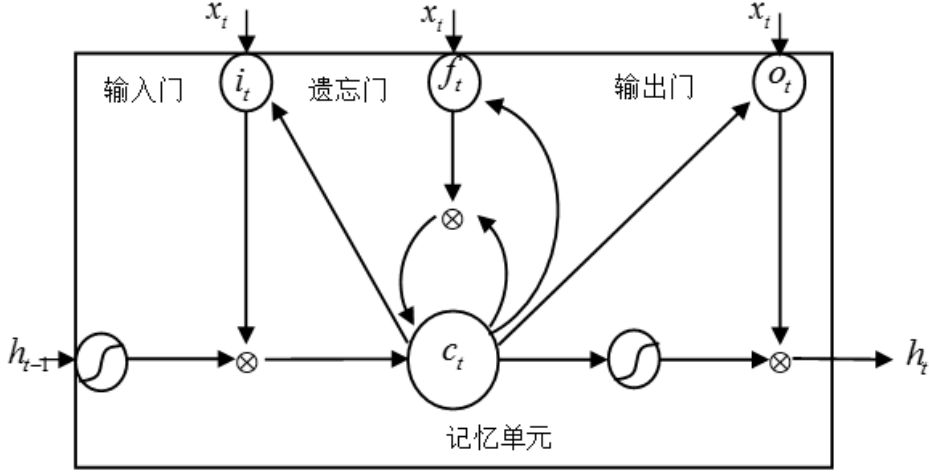 x_t x_t x_t
输入门 i_t 遗忘门 f_t 输出门 o_t
h_{t-1} c_t h_t
记忆单元